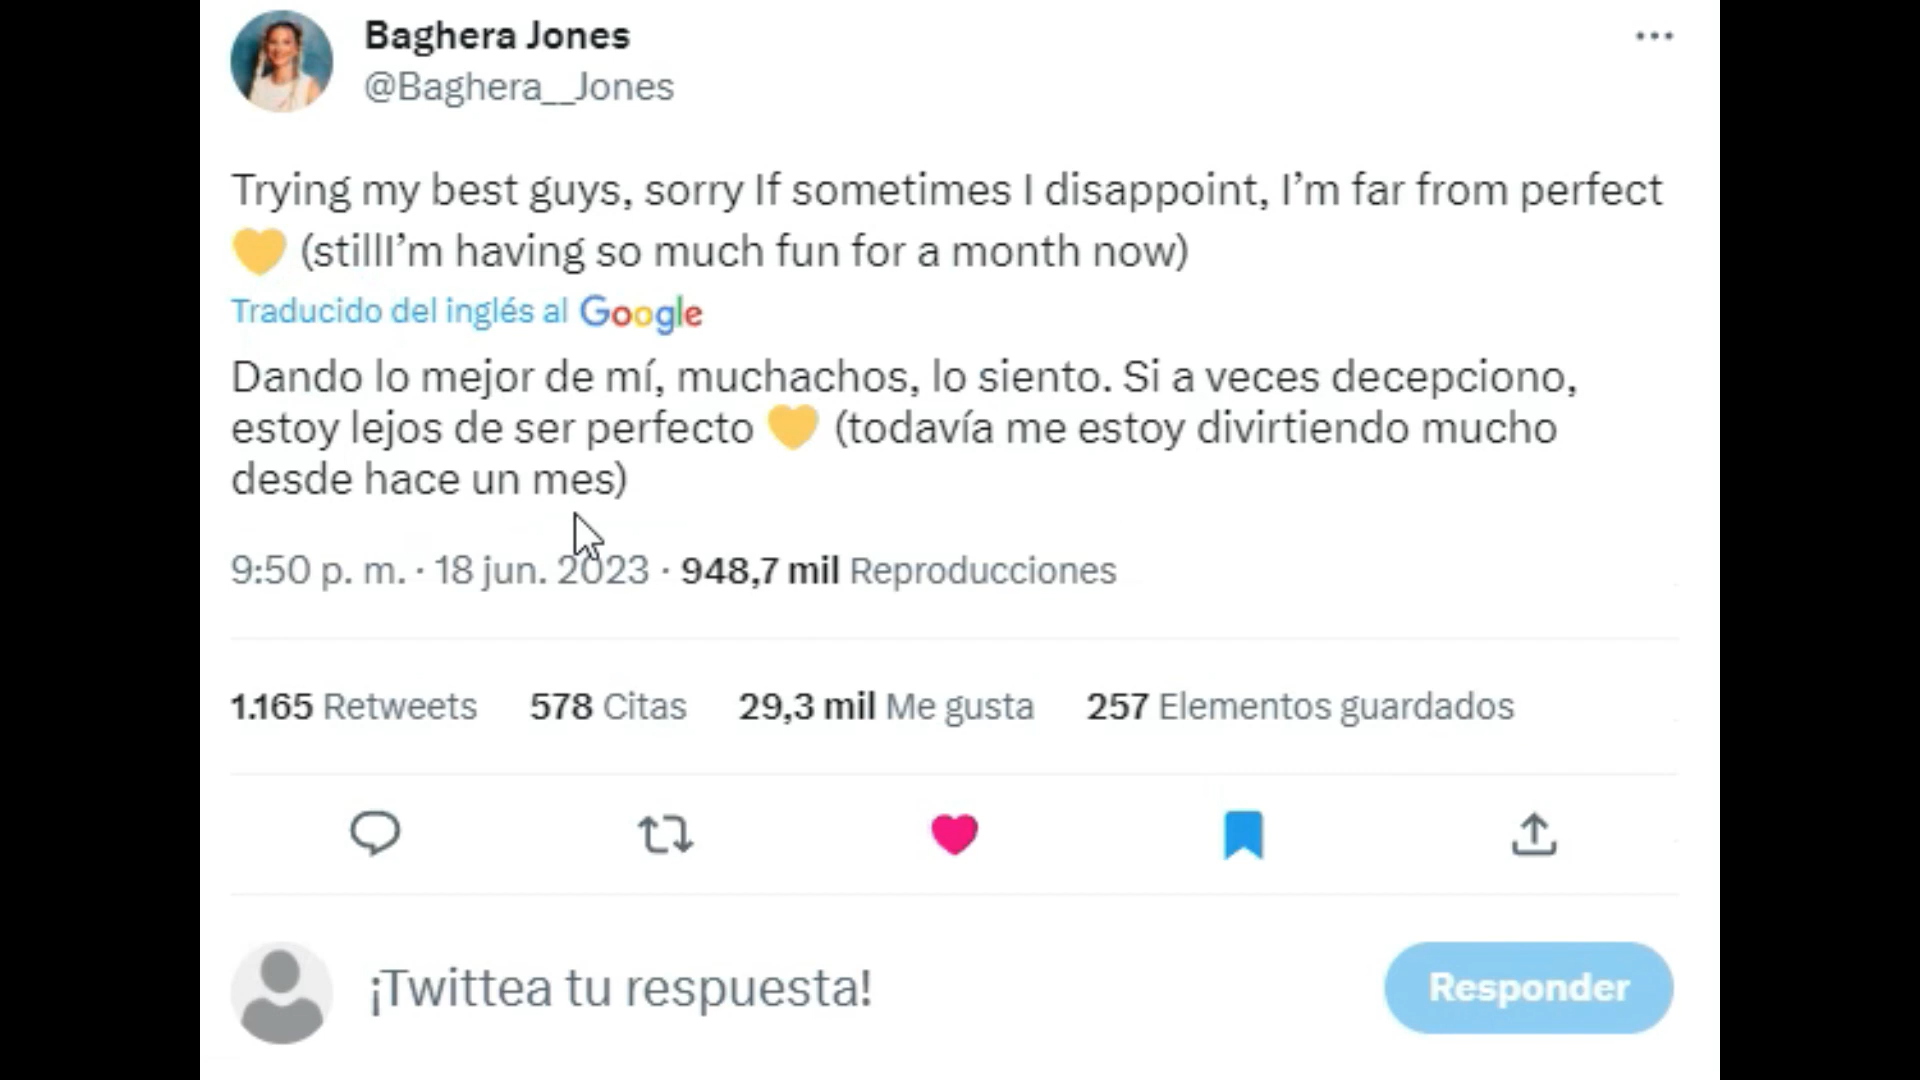 Baghera Jones
@Baghera__Jones
Trying my best guys, sorry If sometimes I disappoint, I’m far from perfect
💛 (stilll’m having so much fun for a month now)
Traducido del inglés al Google
Dando lo mejor de mí, muchachos, lo siento. Si a veces decepciono,
estoy lejos de ser perfecto 💛 (todavía me estoy divirtiendo mucho
desde hace un mes)
9:50 p. m. · 18 jun. 2023 · 948,7 mil Reproducciones
1.165 Retweets 578 Citas 29,3 mil Me gusta 257 Elementos guardados
¡Twittea tu respuesta!
Responder